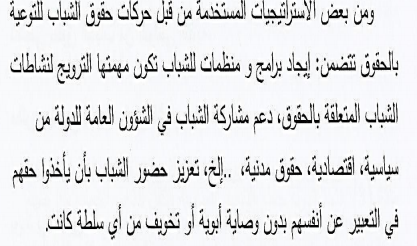 ومن بعض الاستراتيجيات المستخدمة من قبل حركات حقوق الشباب للتوعية
بالحقوق تتضمن: إيجاد برامج و منظمات للشباب تكون مهمتها الترويج لنشاطات
الشباب المتعلقة بالحقوق، دعم مشاركة الشباب في الشؤون العامة للدولة من
سياسية، اقتصادية، حقوق مدنية، ..إلخ، تعزيز حضور الشباب بأن يأخذوا حقهم
في التعبير عن أنفسهم بدون وصاية أبوية أو تخويف من أي سلطة كانت.